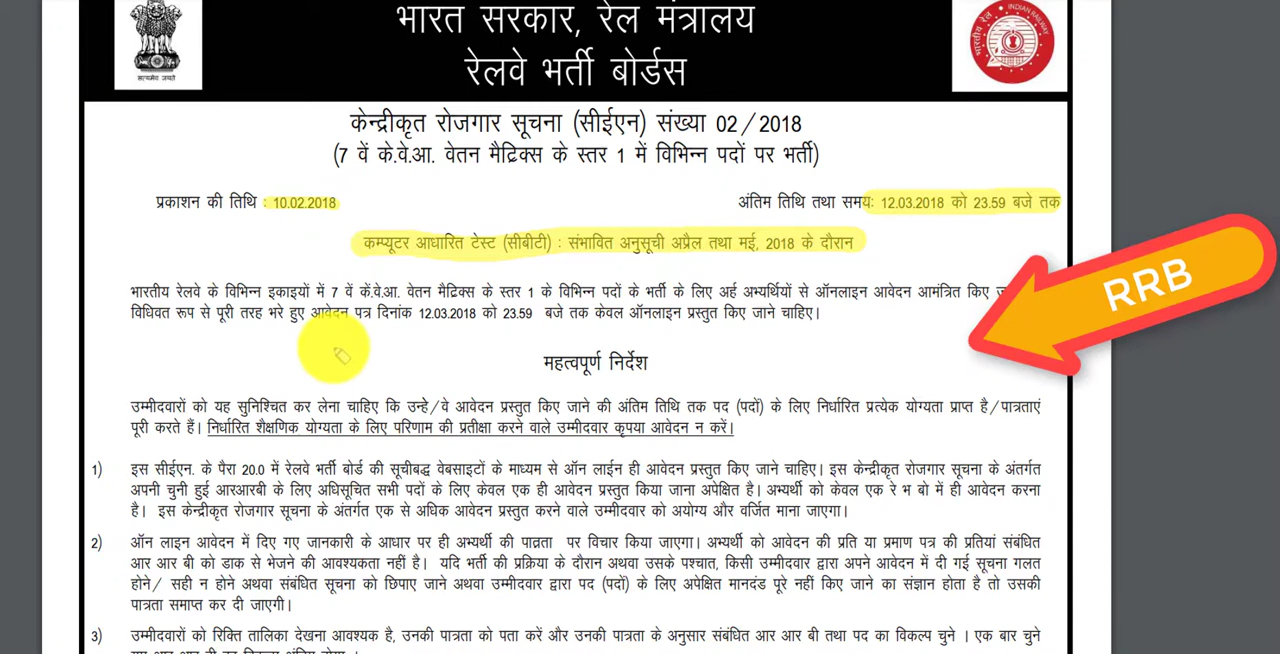 भारत सरकार, रेल मंत्रालय
रेलवे भर्ती बोर्डस
सत्यमेव जयते
भारतीय रेल INDIAN RAILWAY
केन्द्रीकृत रोजगार सूचना (सीईएन) संख्या 02/2018
(7 वें के.वे.आ. वेतन मैट्रिक्स के स्तर 1 में विभिन्न पदों पर भर्ती)
प्रकाशन की तिथि : 10.02.2018 अंतिम तिथि तथा समयः 12.03.2018 को 23.59 बजे तक
कम्प्यूटर आधारित टेस्ट (सीबीटी) : संभावित अनुसूची अप्रैल तथा मई, 2018 के दौरान
भारतीय रेलवे के विभिन्न इकाइयों में 7 वें कें.वे.आ. वेतन मैट्रिक्स के स्तर 1 के विभिन्न पदों के भर्ती के लिए अर्ह अभ्यर्थियों से ऑनलाइन आवेदन आमंत्रित किए
विधिवत रूप से पूरी तरह भरे हुए आवेदन पत्र दिनांक 12.03.2018 को 23.59 बजे तक केवल ऑनलाइन प्रस्तुत किए जाने चाहिए।
RRB
महत्वपूर्ण निर्देश
उम्मीदवारों को यह सुनिश्चित कर लेना चाहिए कि उन्हें/वे आवेदन प्रस्तुत किए जाने की अंतिम तिथि तक पद (पदों) के लिए निर्धारित प्रत्येक योग्यता प्राप्त है/पात्रताएं
पूरी करते हैं। निर्धारित शैक्षणिक योग्यता के लिए परिणाम की प्रतीक्षा करने वाले उम्मीदवार कृपया आवेदन न करें।
1) इस सीईएन. के पैरा 20.0 में रेलवे भर्ती बोर्ड की सूचीबद्ध वेबसाइटों के माध्यम से ऑन लाईन ही आवेदन प्रस्तुत किए जाने चाहिए। इस केन्द्रीकृत रोजगार सूचना के अंतर्गत
अपनी चुनी हुई आरआरबी के लिए अधिसूचित सभी पदों के लिए केवल एक ही आवेदन प्रस्तुत किया जाना अपेक्षित है। अभ्यर्थी को केवल एक रे भ बो में ही आवेदन करना
है। इस केन्द्रीकृत रोजगार सूचना के अंतर्गत एक से अधिक आवेदन प्रस्तुत करने वाले उम्मीदवार को अयोग्य और वर्जित माना जाएगा।
2) ऑन लाइन आवेदन में दिए गए जानकारी के आधार पर ही अभ्यर्थी की पात्रता पर विचार किया जाएगा। अभ्यर्थी को आवेदन की प्रति या प्रमाण पत्र की प्रतियां संबंधित
आर आर बी को डाक से भेजने की आवश्यकता नहीं है। यदि भर्ती की प्रक्रिया के दौरान अथवा उसके पश्चात, किसी उम्मीदवार द्वारा अपने आवेदन में दी गई सूचना गलत
होने/ सही न होने अथवा संबंधित सूचना को छिपाए जाने अथवा उम्मीदवार द्वारा पद (पदों) के लिए अपेक्षित मानदंड पूरे नहीं किए जाने का संज्ञान होता है तो उसकी
पात्रता समाप्त कर दी जाएगी।
3) उम्मीदवारों को रिक्ति तालिका देखना आवश्यक है, उनकी पात्रता को पता करें और उनकी पात्रता के अनुसार संबंधित आर आर बी तथा पद का विकल्प चुने । एक बार चुने